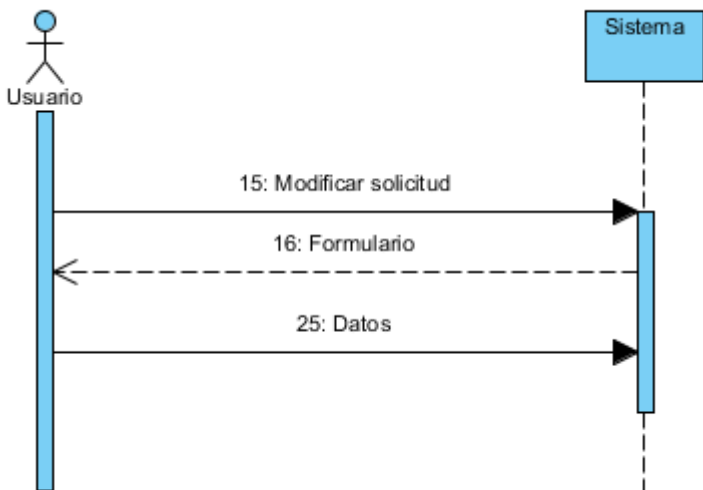 Sistema
Usuario
15: Modificar solicitud
16: Formulario
25: Datos